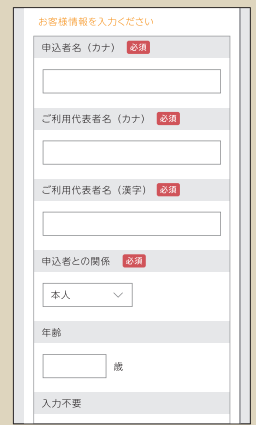 お客様情報を入力ください
申込者名（カナ） 必須
ご利用代表者名（カナ） 必須
ご利用代表者名（漢字） 必須
申込者との関係 必須
本人
年齢
歳
入力不要